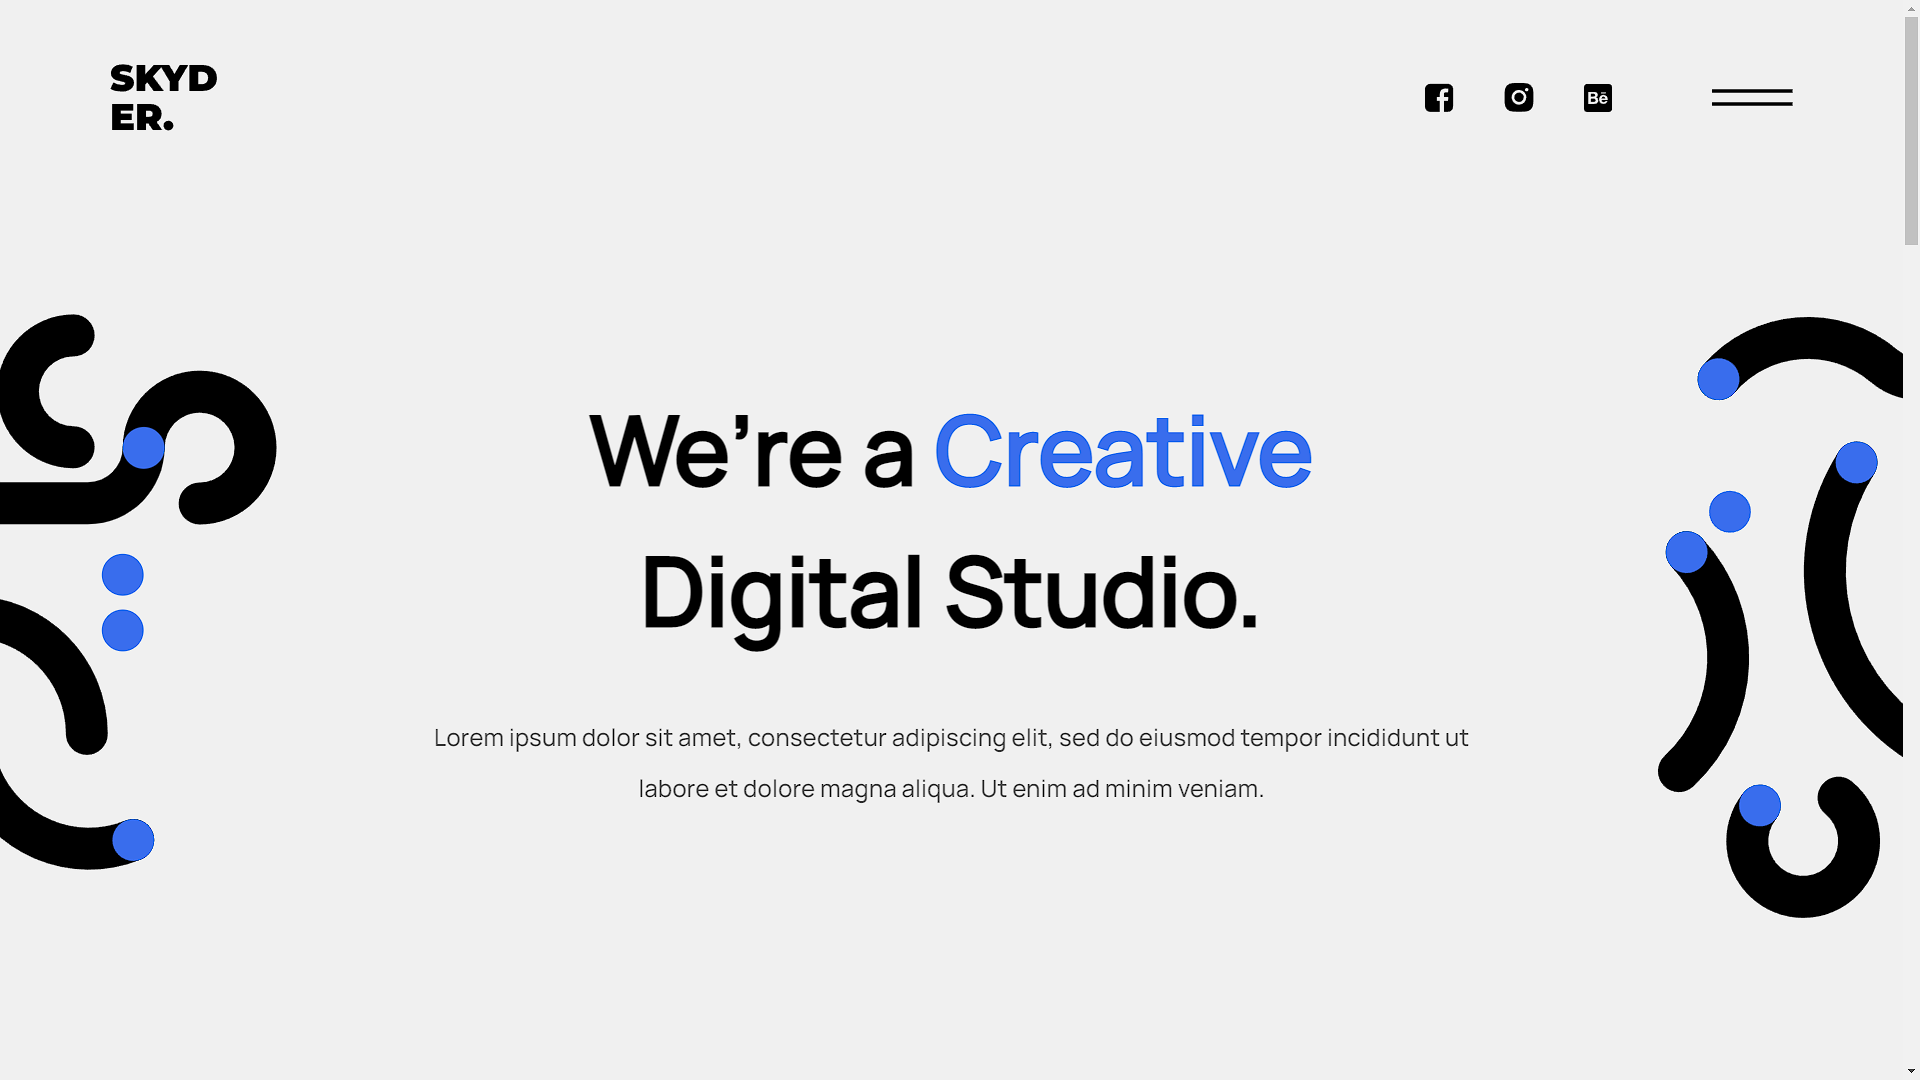 SKYD
ER.
Bē
We’re a Creative
Digital Studio.
Lorem ipsum dolor sit amet, consectetur adipiscing elit, sed do eiusmod tempor incididunt ut
labore et dolore magna aliqua. Ut enim ad minim veniam.